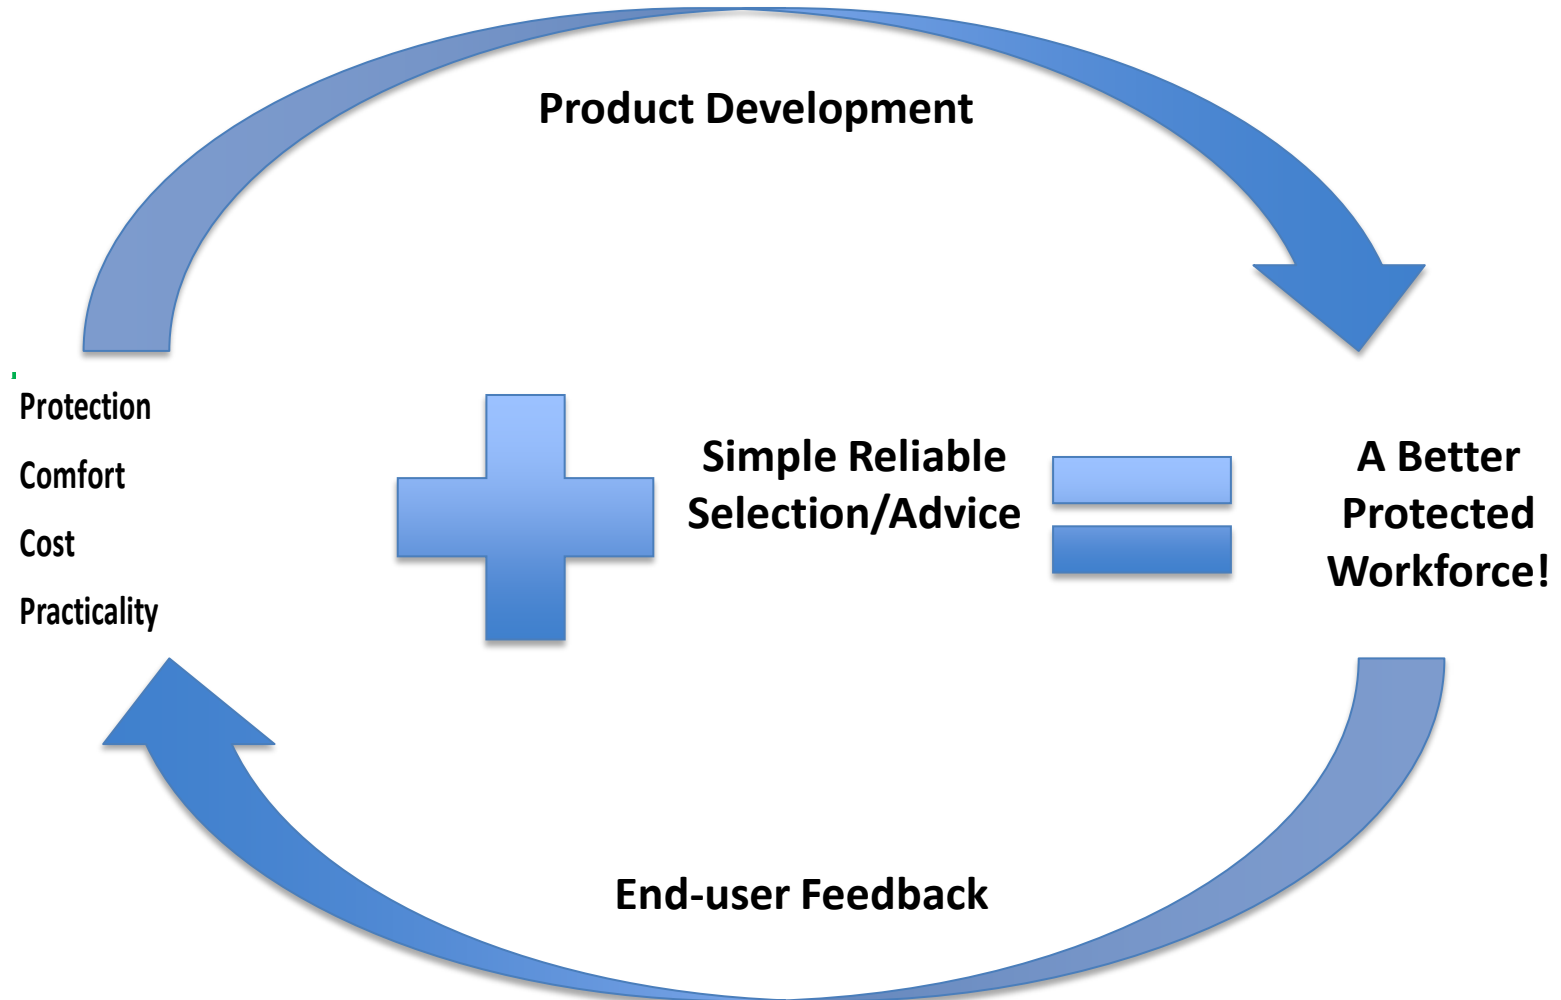 Product Development
Protection
Comfort
Cost
Practicality
Simple Reliable
Selection/Advice
A Better
Protected
Workforce!
End-user Feedback